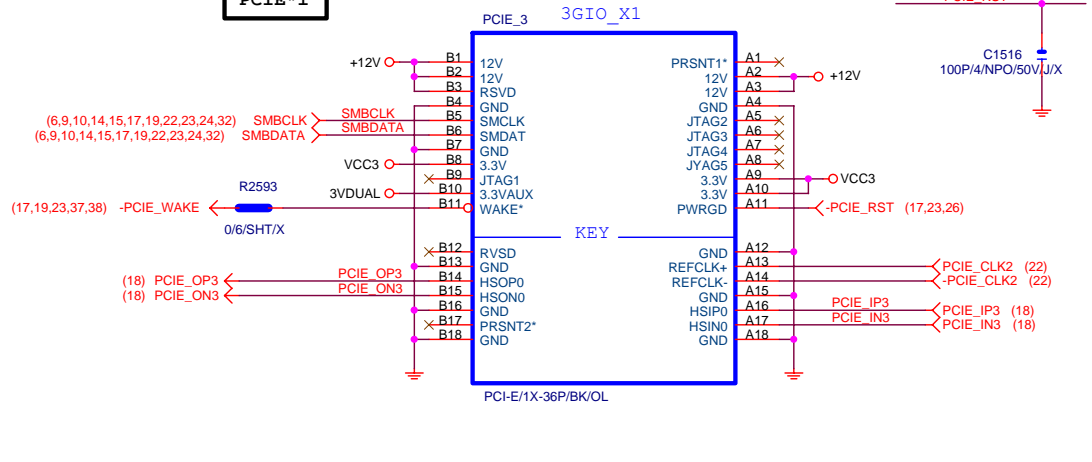 PCIE*1
PCIE_3
3GIO_X1
+12V
B1 12V
B2 12V
B3 RSVD
B4 GND
(6,9,10,14,15,17,19,22,23,24,32) SMBCLK SMBCLK B5 SMCLK
(6,9,10,14,15,17,19,22,23,24,32) SMBDATA SMBDATA B6 SMDAT
B7 GND
VCC3 B8 3.3V
B9 JTAG1
3VDUAL B10 3.3VAUX
R2593
(17,19,23,37,38) -PCIE_WAKE B11 WAKE*
0/6/SHT/X
KEY
B12 RVSD
B13 GND
(18) PCIE_OP3 PCIE_OP3 B14 HSOP0
(18) PCIE_ON3 PCIE_ON3 B15 HSON0
B16 GND
B17 PRSNT2*
B18 GND
PRSNT1* A1
12V A2 +12V
12V A3
GND A4
JTAG2 A5
JTAG3 A6
JTAG4 A7
JYAG5 A8
3.3V A9 VCC3
3.3V A10
PWRGD A11 -PCIE_RST (17,23,26)
GND A12
REFCLK+ A13 PCIE_CLK2 (22)
REFCLK- A14 -PCIE_CLK2 (22)
GND A15
HSIP0 A16 PCIE_IP3 PCIE_IP3 (18)
HSIN0 A17 PCIE_IN3 PCIE_IN3 (18)
GND A18
PCI-E/1X-36P/BK/OL
C1516
100P/4/NPO/50V/J/X